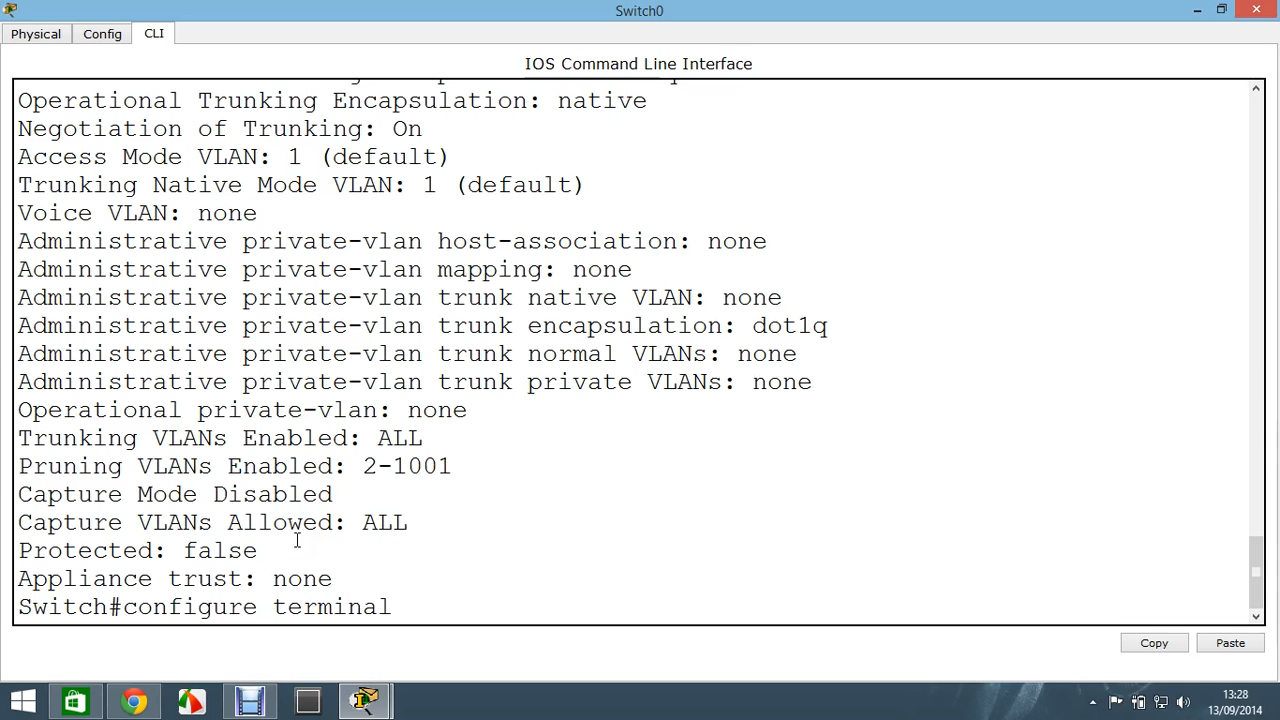 Switch0
Physical
Config
CLI
IOS Command Line Interface
Operational Trunking Encapsulation: native
Negotiation of Trunking: On
Access Mode VLAN: 1 (default)
Trunking Native Mode VLAN: 1 (default)
Voice VLAN: none
Administrative private-vlan host-association: none
Administrative private-vlan mapping: none
Administrative private-vlan trunk native VLAN: none
Administrative private-vlan trunk encapsulation: dot1q
Administrative private-vlan trunk normal VLANs: none
Administrative private-vlan trunk private VLANs: none
Operational private-vlan: none
Trunking VLANs Enabled: ALL
Pruning VLANs Enabled: 2-1001
Capture Mode Disabled
Capture VLANs Allowed: ALL
Protected: false
Appliance trust: none
Switch#configure terminal
Copy
Paste
13:28
13/09/2014